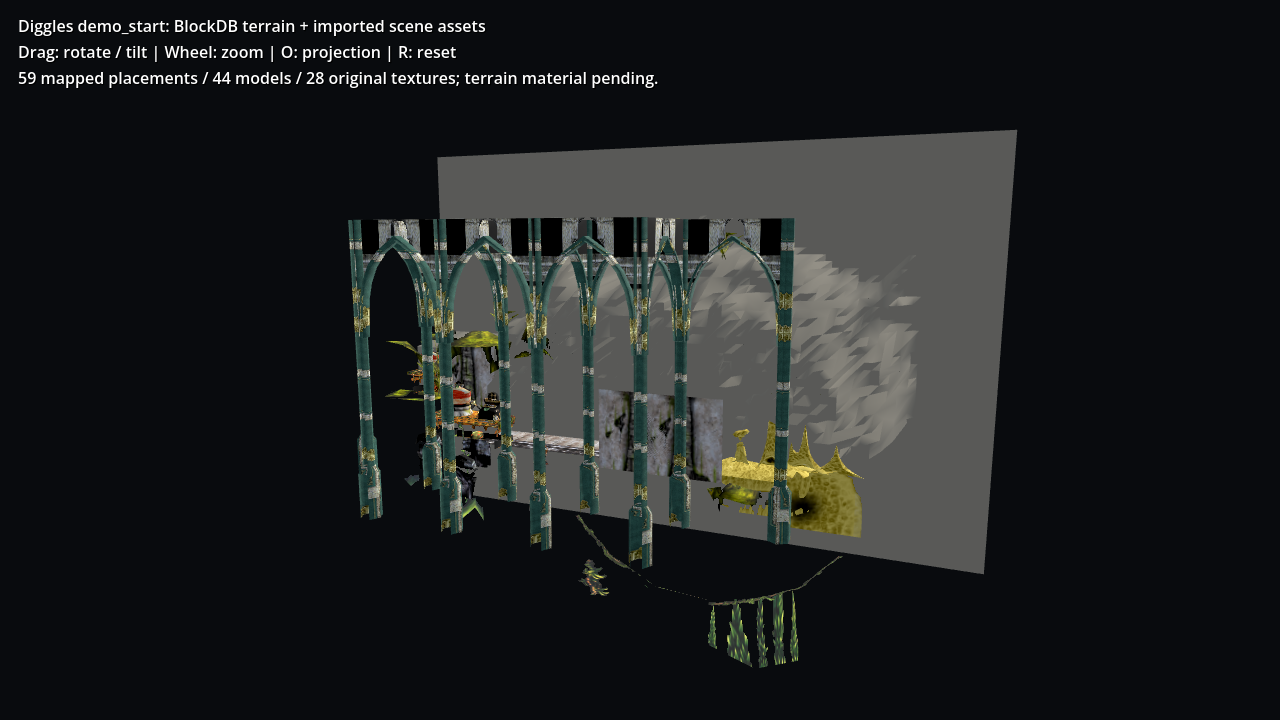 Diggles demo_start: BlockDB terrain + imported scene assets
Drag: rotate / tilt | Wheel: zoom | O: projection | R: reset
59 mapped placements / 44 models / 28 original textures; terrain material pending.